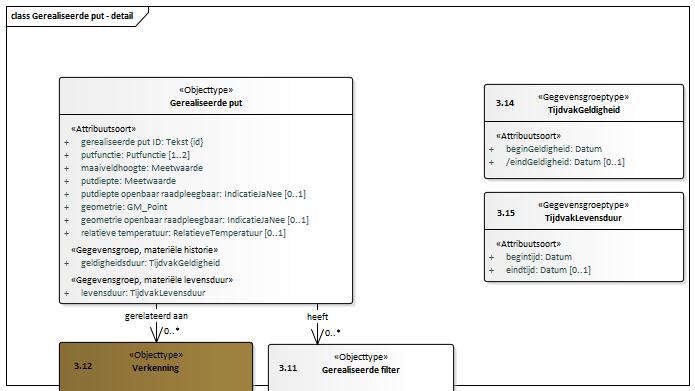 class Gerealiseerde put - detail
«Objecttype»
Gerealiseerde put
«Attribuutsoort»
+ gerealiseerde put ID: Tekst {id}
+ putfunctie: Putfunctie [1..2]
+ maaiveldhoogte: Meetwaarde
+ putdiepte: Meetwaarde
+ putdiepte openbaar raadpleegbaar: IndicatieJaNee [0..1]
+ geometrie: GM_Point
+ geometrie openbaar raadpleegbaar: IndicatieJaNee [0..1]
+ relatieve temperatuur: RelatieveTemperatuur [0..1]
«Gegevensgroep, materiële historie»
+ geldigheidsduur: TijdvakGeldigheid
«Gegevensgroep, materiële levensduur»
+ levensduur: TijdvakLevensduur
3.14
«Gegevensgroeptype»
TijdvakGeldigheid
«Attribuutsoort»
+ beginGeldigheid: Datum
+ /eindGeldigheid: Datum [0..1]
3.15
«Gegevensgroeptype»
TijdvakLevensduur
«Attribuutsoort»
+ begintijd: Datum
+ eindtijd: Datum [0..1]
gerelateerd aan
0..*
heeft
0..*
3.12
«Objecttype»
Verkenning
3.11
«Objecttype»
Gerealiseerde filter